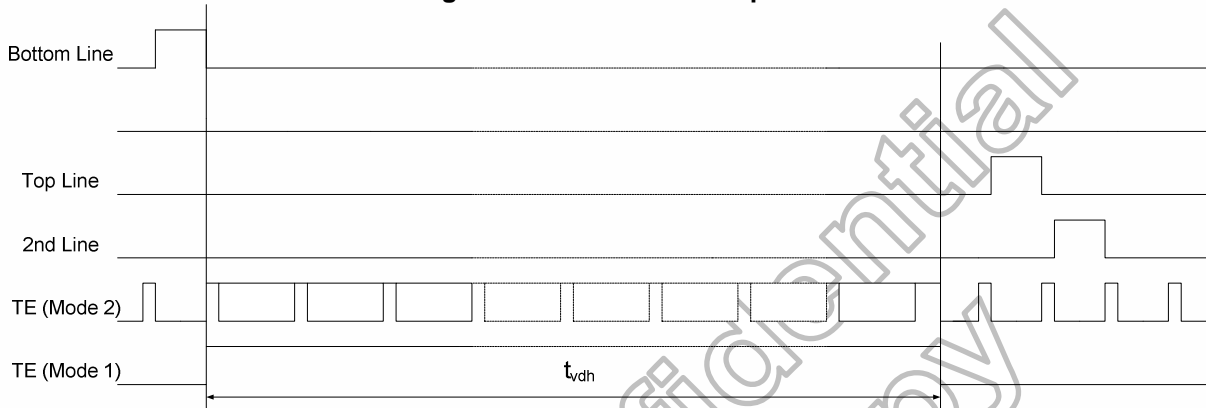 Bottom Line
Top Line
2nd Line
TE (Mode 2)
TE (Mode 1)
tvdh